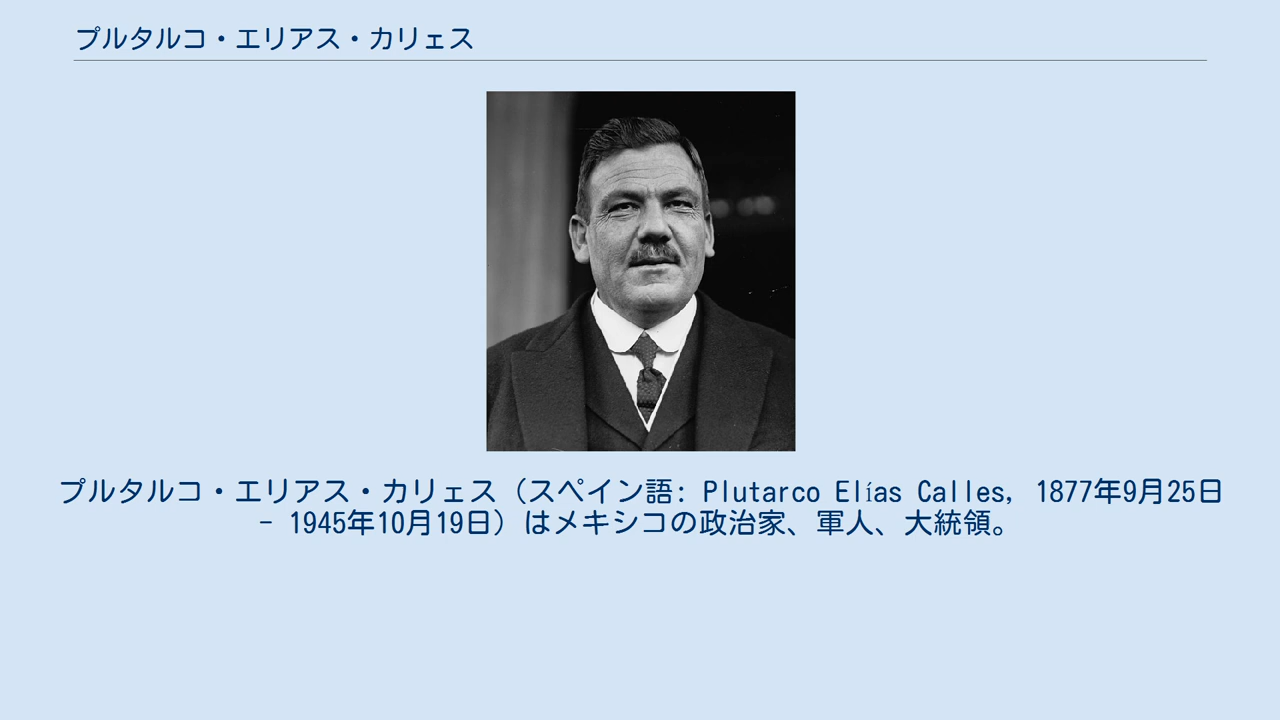 プルタルコ・エリアス・カリェス
プルタルコ・エリアス・カリェス（スペイン語: Plutarco Elías Calles, 1877年9月25日
- 1945年10月19日）はメキシコの政治家、軍人、大統領。